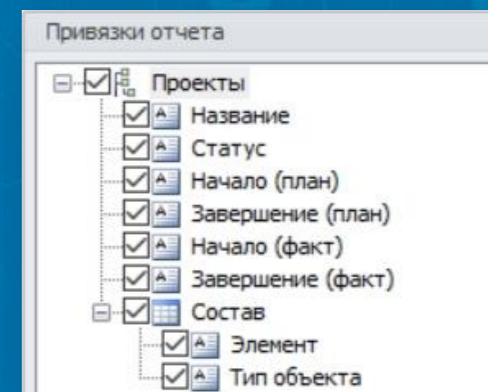 Привязки отчета
Проекты
Название
Статус
Начало (план)
Завершение (план)
Начало (факт)
Завершение (факт)
Состав
Элемент
Тип объекта